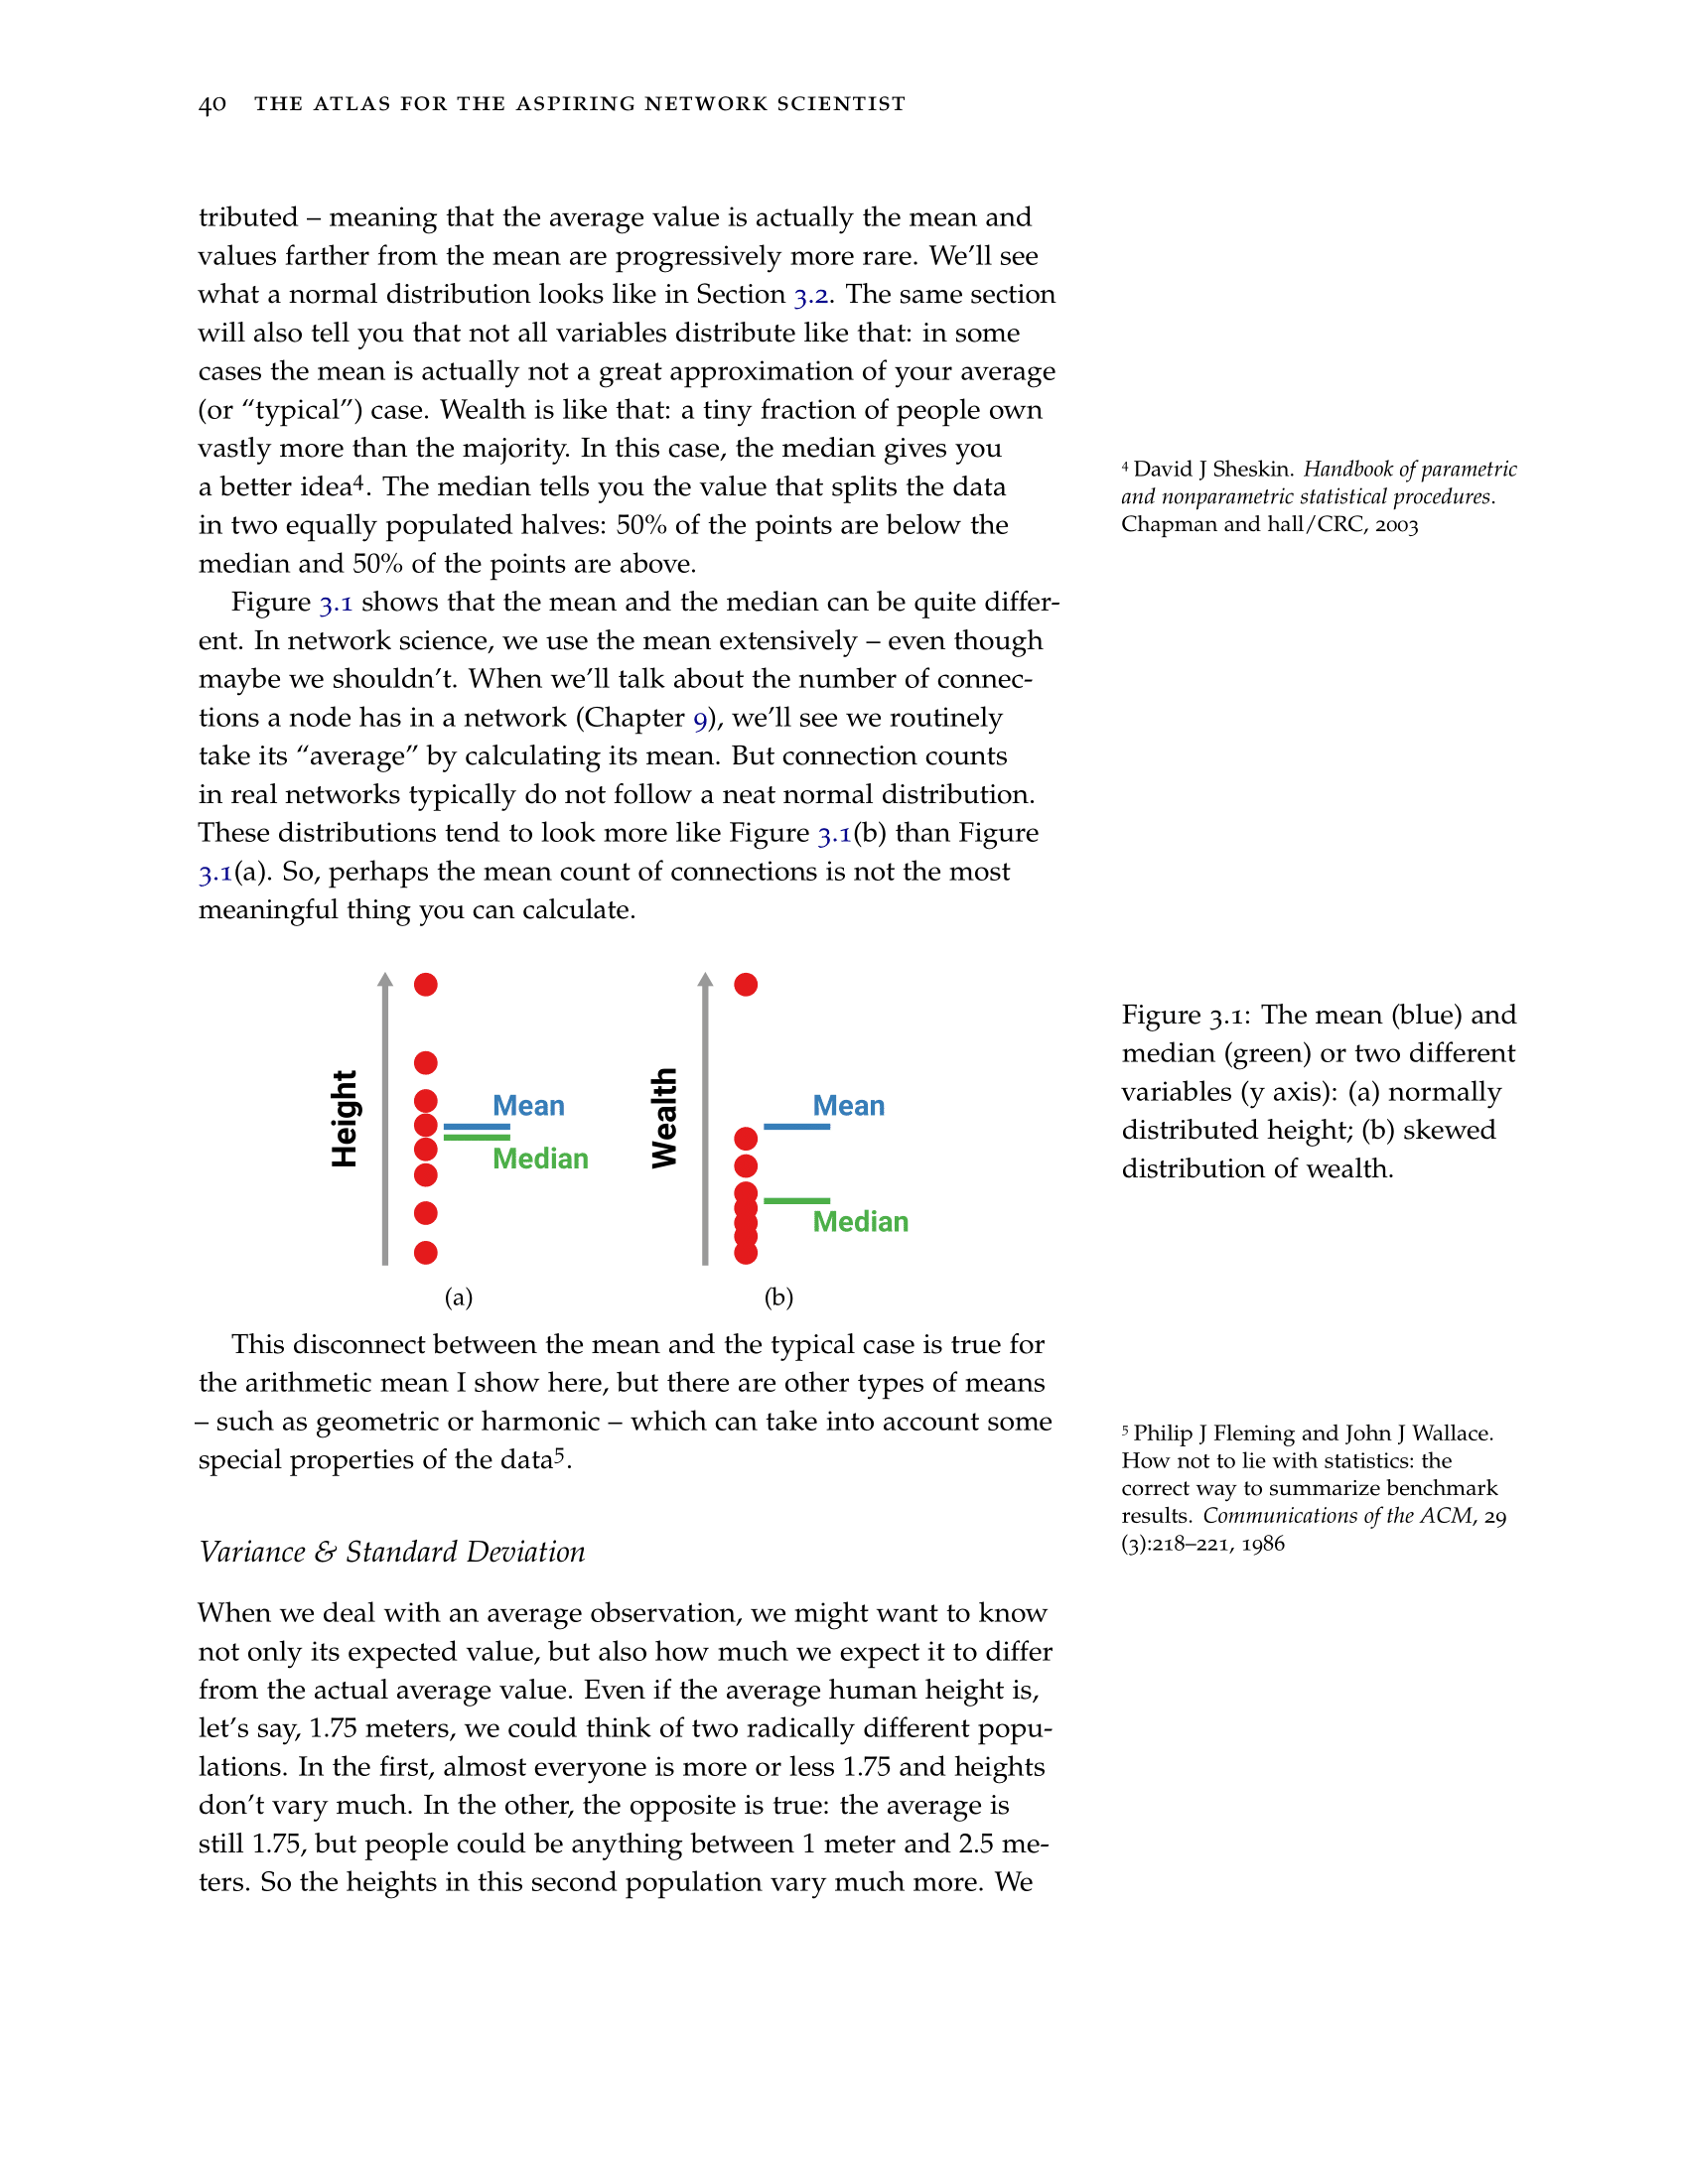 40 THE ATLAS FOR THE ASPIRING NETWORK SCIENTIST
tributed – meaning that the average value is actually the mean and
values farther from the mean are progressively more rare. We'll see
what a normal distribution looks like in Section 3.2. The same section
will also tell you that not all variables distribute like that: in some
cases the mean is actually not a great approximation of your average
(or “typical”) case. Wealth is like that: a tiny fraction of people own
vastly more than the majority. In this case, the median gives you
a better idea4. The median tells you the value that splits the data
in two equally populated halves: 50% of the points are below the
median and 50% of the points are above.
4 David J Sheskin. Handbook of parametric
and nonparametric statistical procedures.
Chapman and hall/CRC, 2003
Figure 3.1 shows that the mean and the median can be quite differ-
ent. In network science, we use the mean extensively – even though
maybe we shouldn't. When we'll talk about the number of connec-
tions a node has in a network (Chapter 9), we'll see we routinely
take its “average” by calculating its mean. But connection counts
in real networks typically do not follow a neat normal distribution.
These distributions tend to look more like Figure 3.1(b) than Figure
3.1(a). So, perhaps the mean count of connections is not the most
meaningful thing you can calculate.
Height
Mean
Median
(a)
Wealth
Mean
Median
(b)
Figure 3.1: The mean (blue) and
median (green) or two different
variables (y axis): (a) normally
distributed height; (b) skewed
distribution of wealth.
This disconnect between the mean and the typical case is true for
the arithmetic mean I show here, but there are other types of means
– such as geometric or harmonic – which can take into account some
special properties of the data5.
5 Philip J Fleming and John J Wallace.
How not to lie with statistics: the
correct way to summarize benchmark
results. Communications of the ACM, 29
(3):218–221, 1986
Variance & Standard Deviation
When we deal with an average observation, we might want to know
not only its expected value, but also how much we expect it to differ
from the actual average value. Even if the average human height is,
let's say, 1.75 meters, we could think of two radically different popu-
lations. In the first, almost everyone is more or less 1.75 and heights
don't vary much. In the other, the opposite is true: the average is
still 1.75, but people could be anything between 1 meter and 2.5 me-
ters. So the heights in this second population vary much more. We